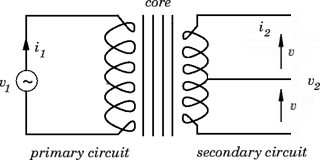 core
i1
i2
v
v1
v2
v
primary circuit
secondary circuit